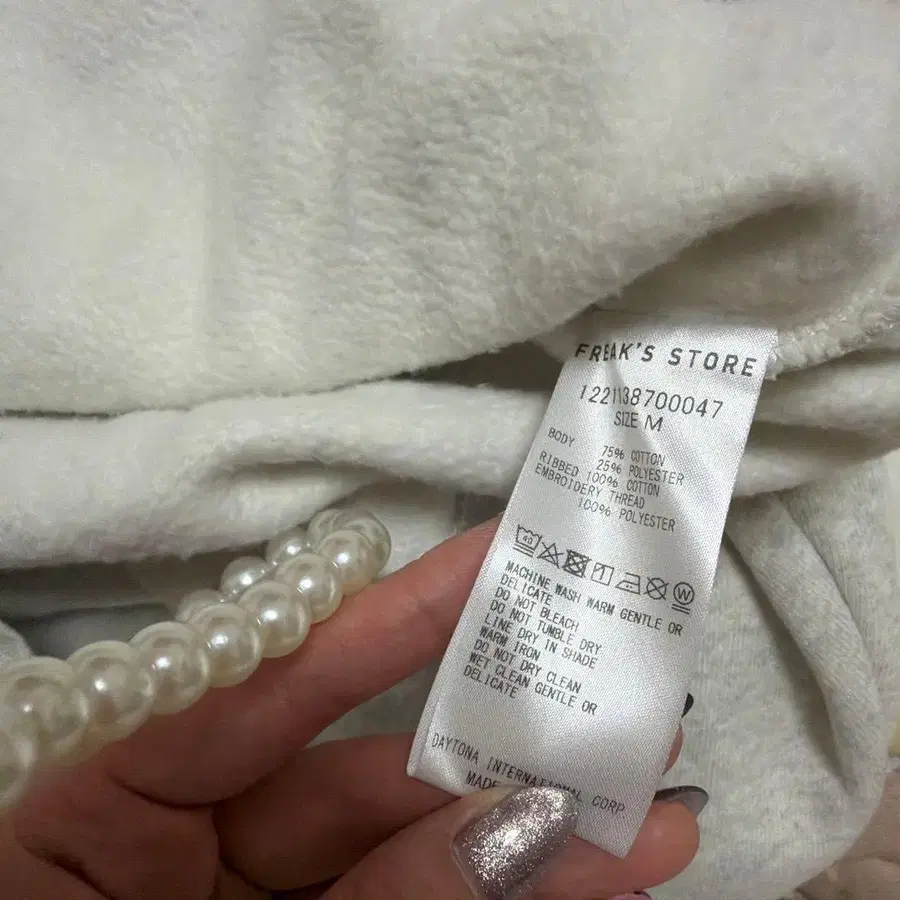 FREAK'S STORE
1221138700047
SIZE M
BODY
75% COTTON
25% POLYESTER
RIBBED 100% COTTON
EMBROIDERY THREAD
100% POLYESTER
40
W
MACHINE WASH WARM GENTLE OR
DELICATE
DO NOT BLEACH
DO NOT TUMBLE DRY
LINE DRY IN SHADE
WARM IRON
DO NOT DRY CLEAN
WET CLEAN GENTLE OR
DELICATE
DAYTONA INTERNATIONAL CORP.
MADE